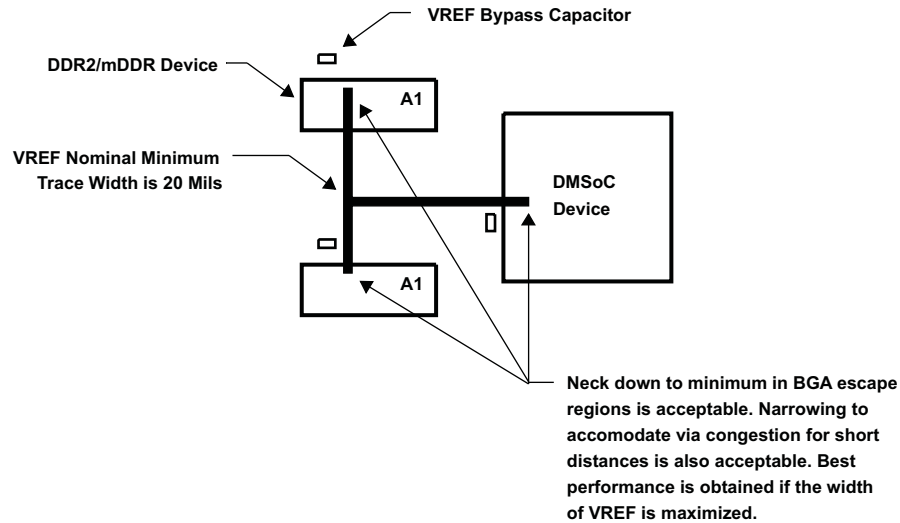 VREF Bypass Capacitor
DDR2/mDDR Device
A1
VREF Nominal Minimum
Trace Width is 20 Mils
DMSoC
Device
A1
Neck down to minimum in BGA escape
regions is acceptable. Narrowing to
accomodate via congestion for short
distances is also acceptable. Best
performance is obtained if the width
of VREF is maximized.